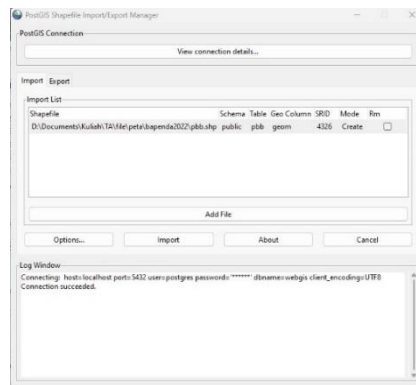 PostGIS Shapefile Import/Export Manager
PostGIS Connection
View connection details...
Import Export
Import List
Shapefile Schema Table Geo Column SRID Mode Rm
D:\Documents\Kuliah\TA\file\peta\bapenda2022\pbb.shp public pbb geom 4326 Create
Add File
Options... Import About Cancel
Log Window
Connecting: host=localhost port=5432 user=postgres password='******' dbname=webgis client_encoding=UTF8
Connection succeeded.